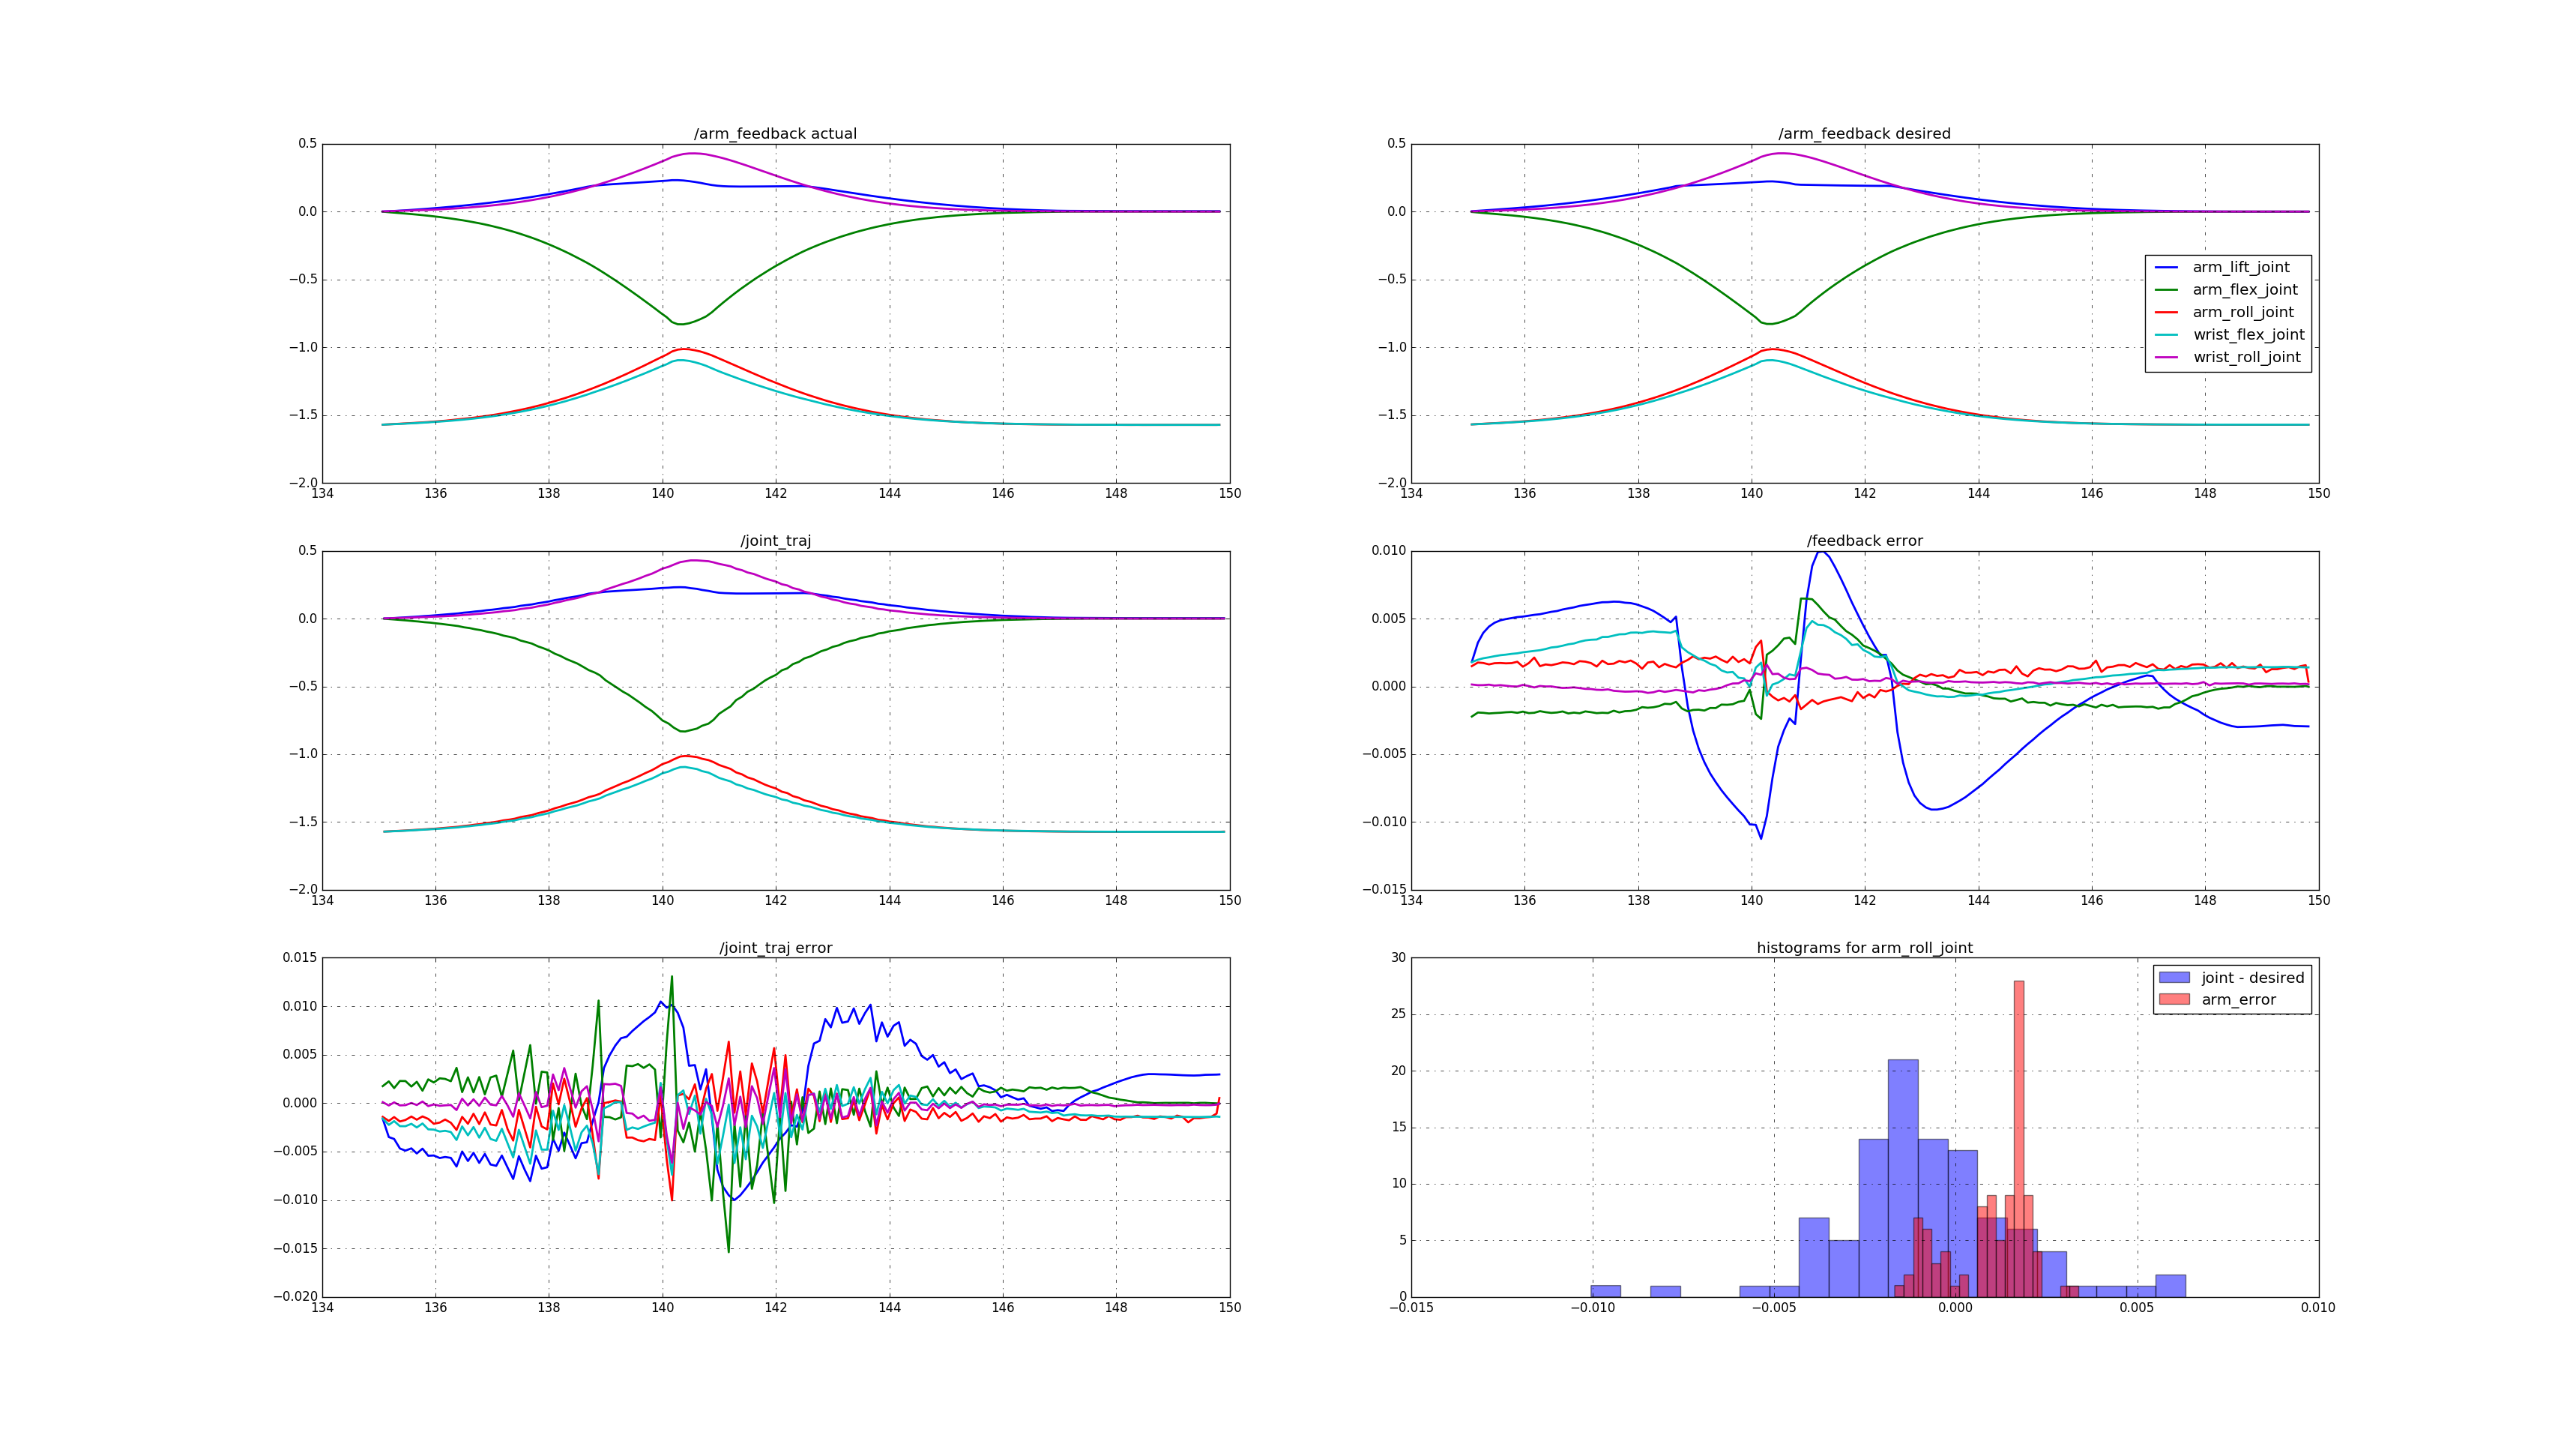 /arm_feedback actual
0.5
0.0
−0.5
−1.0
−1.5
−2.0
134 136 138 140 142 144 146 148 150
/arm_feedback desired
0.5
0.0
−0.5
−1.0
−1.5
−2.0
134 136 138 140 142 144 146 148 150
arm_lift_joint
arm_flex_joint
arm_roll_joint
wrist_flex_joint
wrist_roll_joint
/joint_traj
0.5
0.0
−0.5
−1.0
−1.5
−2.0
134 136 138 140 142 144 146 148 150
/feedback error
0.010
0.005
0.000
−0.005
−0.010
−0.015
134 136 138 140 142 144 146 148 150
/joint_traj error
0.015
0.010
0.005
0.000
−0.005
−0.010
−0.015
−0.020
134 136 138 140 142 144 146 148 150
histograms for arm_roll_joint
30
25
20
15
10
5
0
−0.015 −0.010 −0.005 0.000 0.005 0.010
joint - desired
arm_error